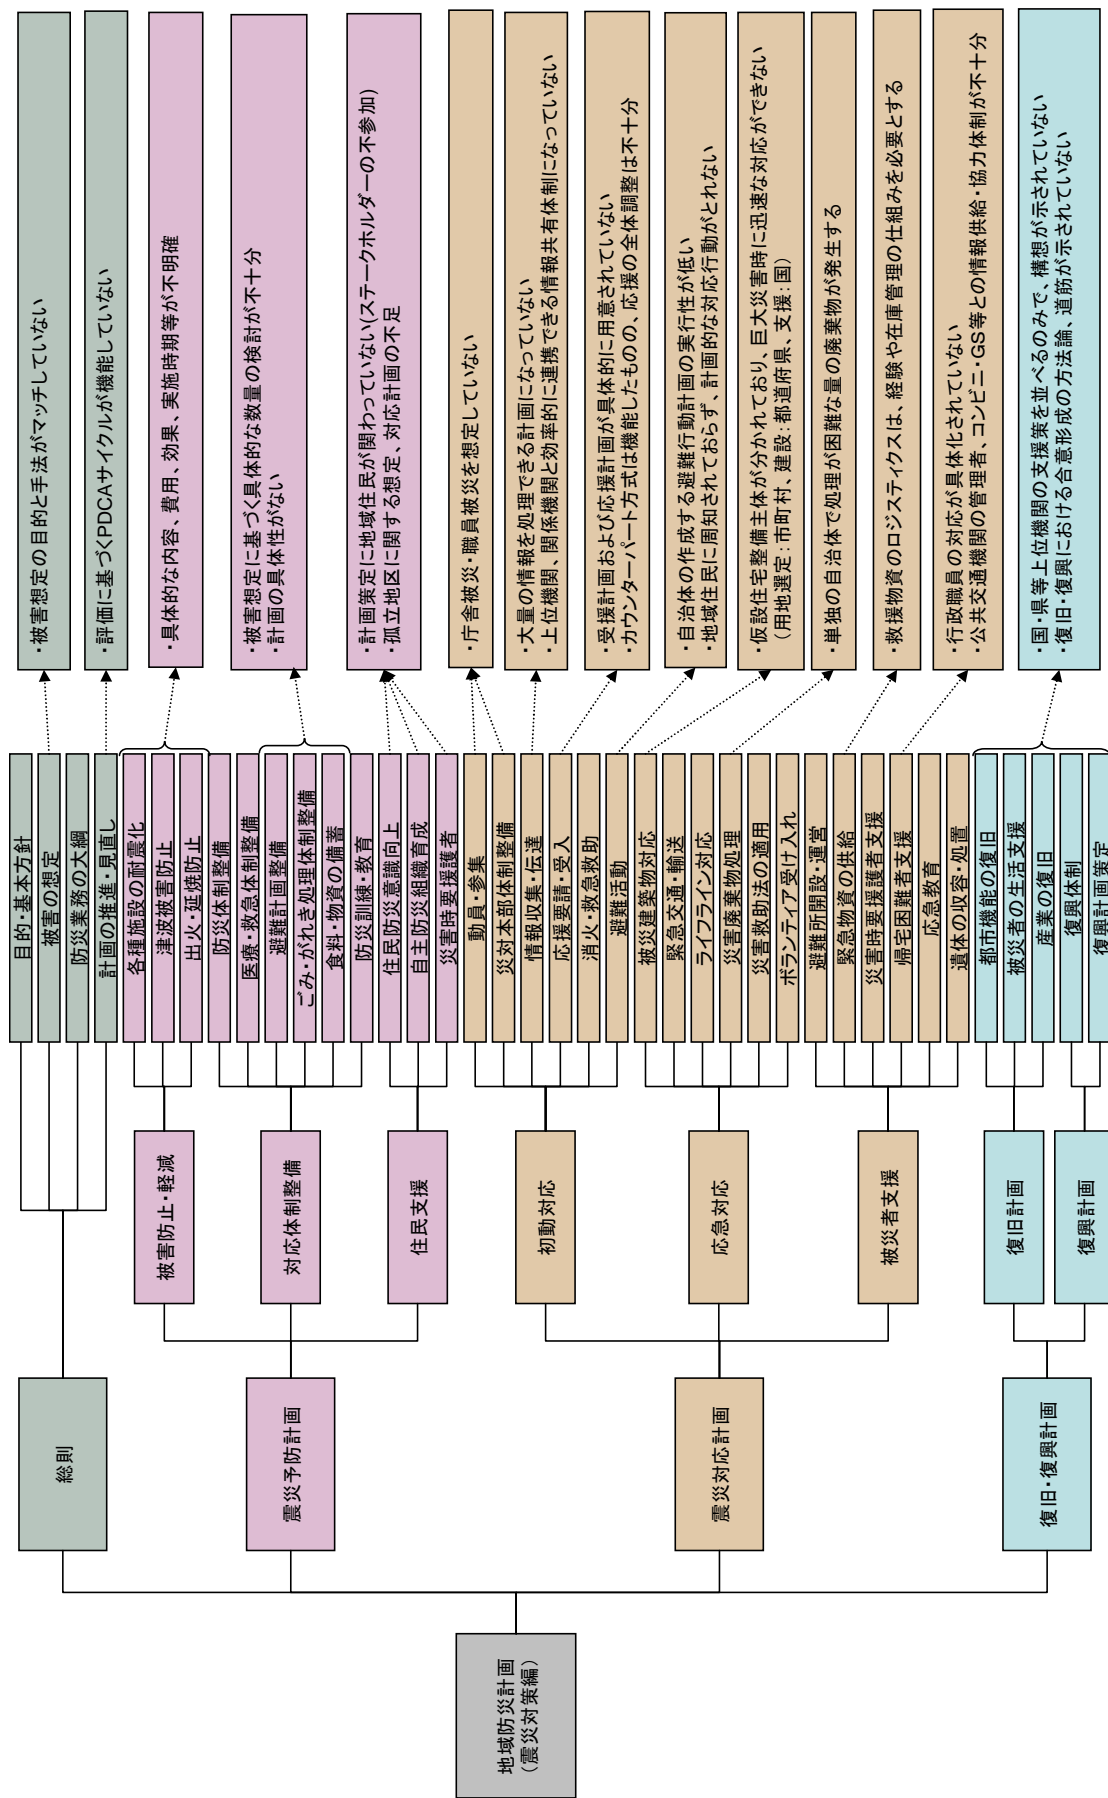 地域防災計画
（震災対策編）
総則
震災予防計画
震災対応計画
復旧・復興計画
被害防止・軽減
対応体制整備
住民支援
初動対応
応急対応
被災者支援
復旧計画
復興計画
目的・基本方針
被害の想定
防災業務の大綱
計画の推進・見直し
各種施設の耐震化
津波被害防止
出火・延焼防止
防災体制整備
医療・救急体制整備
避難計画整備
ごみ・がれき処理体制整備
食料・物資の備蓄
防災訓練・教育
住民防災意識向上
自主防災組織育成
災害時要援護者
動員・参集
災対本部体制整備
情報収集・伝達
応援要請・受入
消火・救急救助
避難活動
被災建築物対応
緊急交通・輸送
ライフライン対応
災害廃棄物処理
災害救助法の適用
ボランティア受け入れ
避難所開設・運営
緊急物資の供給
災害時要援護者支援
帰宅困難者支援
応急教育
遺体の収容・処置
都市機能の復旧
被災者の生活支援
産業の復旧
復興体制
復興計画策定
・被害想定の目的と手法がマッチしていない
・評価に基づくPDCAサイクルが機能していない
・具体的な内容、費用、効果、実施時期等が不明確
・被害想定に基づく具体的な数量の検討が不十分
・計画の具体性がない
・計画策定に地域住民が関わっていない(ステークホルダーの不参加)
・孤立地区に関する想定、対応計画の不足
・庁舎被災・職員被災を想定していない
・大量の情報を処理できる計画になっていない
・上位機関、関係機関と効率的に連携できる情報共有体制になっていない
・受援計画および応援計画が具体的に用意されていない
・カウンターパート方式は機能したものの、応援の全体調整は不十分
・自治体の作成する避難行動計画の実行性が低い
・地域住民に周知されておらず、計画的な対応行動がとれない
・仮設住宅整備主体が分かれており、巨大災害時に迅速な対応ができない
（用地選定：市町村、建設：都道府県、支援：国）
・単独の自治体で処理が困難な量の廃棄物が発生する
・救援物資のロジスティクスは、経験や在庫管理の仕組みを必要とする
・行政職員の対応が具体化されていない
・公共交通機関の管理者、コンビニ・GS等との情報供給・協力体制が不十分
・国・県等上位機関の支援策を並べるのみで、構想が示されていない
・復旧・復興における合意形成の方法論、道筋が示されていない